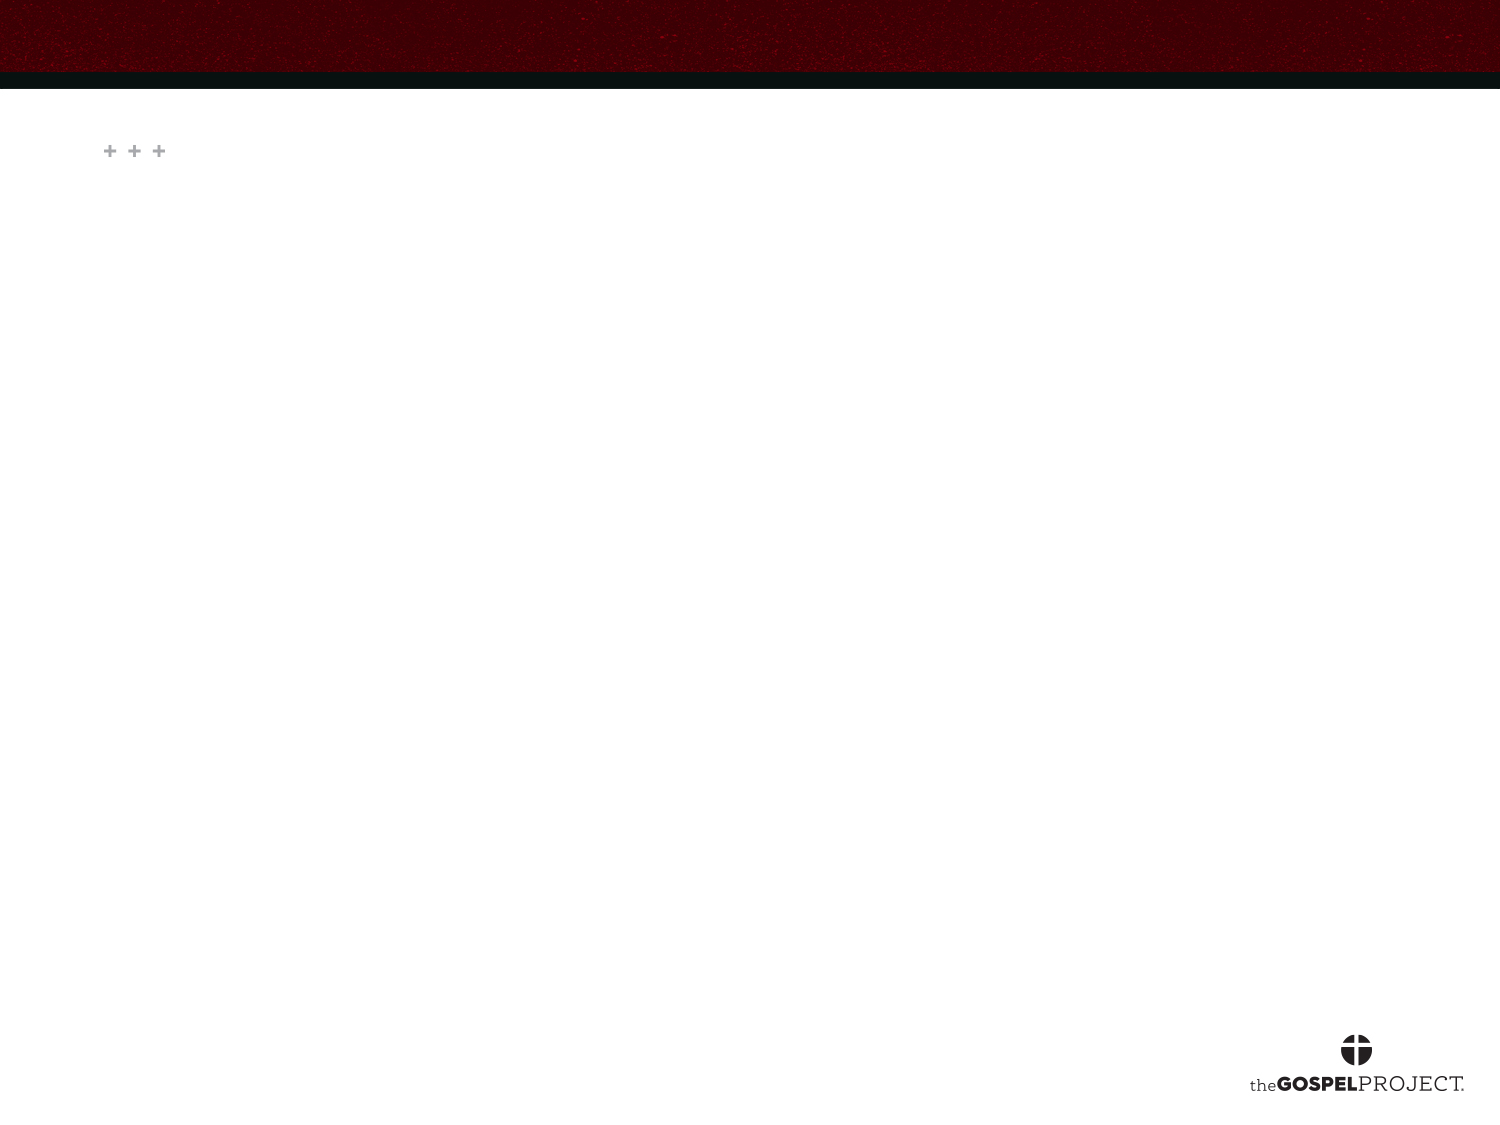 + + +
theGOSPELPROJECT.